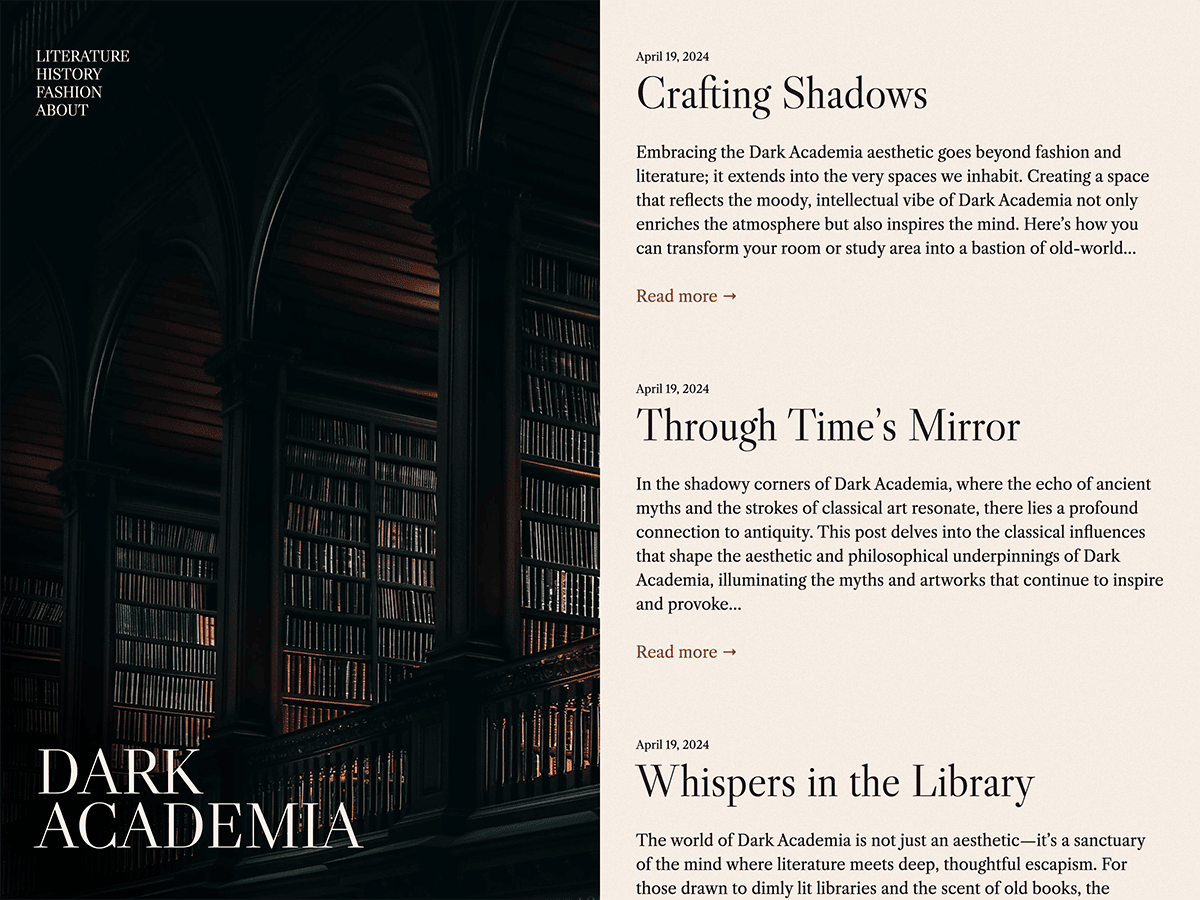 LITERATURE
HISTORY
FASHION
ABOUT
DARK
ACADEMIA
April 19, 2024
Crafting Shadows
Embracing the Dark Academia aesthetic goes beyond fashion and
literature; it extends into the very spaces we inhabit. Creating a space
that reflects the moody, intellectual vibe of Dark Academia not only
enriches the atmosphere but also inspires the mind. Here’s how you
can transform your room or study area into a bastion of old-world...
Read more →
April 19, 2024
Through Time’s Mirror
In the shadowy corners of Dark Academia, where the echo of ancient
myths and the strokes of classical art resonate, there lies a profound
connection to antiquity. This post delves into the classical influences
that shape the aesthetic and philosophical underpinnings of Dark
Academia, illuminating the myths and artworks that continue to inspire
and provoke...
Read more →
April 19, 2024
Whispers in the Library
The world of Dark Academia is not just an aesthetic—it’s a sanctuary
of the mind where literature meets deep, thoughtful escapism. For
those drawn to dimly lit libraries and the scent of old books, the